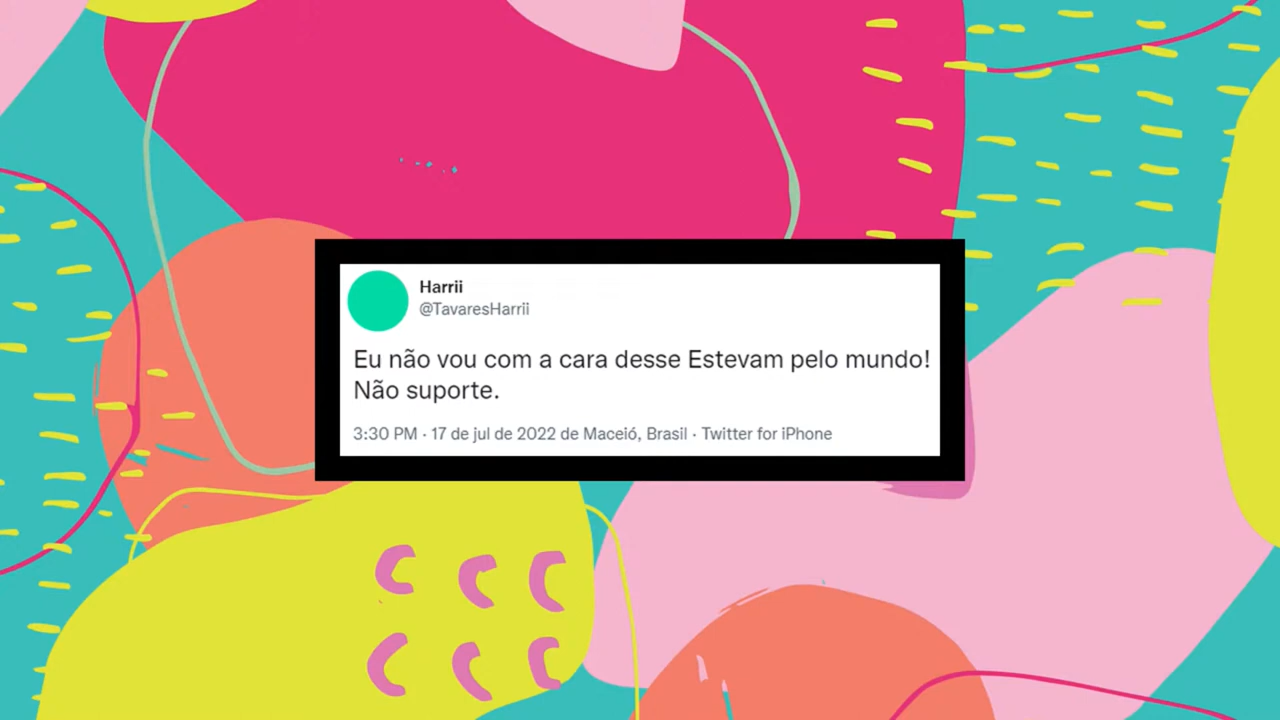 Harrii
@TavaresHarrii
Eu não vou com a cara desse Estevam pelo mundo!
Não suporte.
3:30 PM · 17 de jul de 2022 de Maceió, Brasil · Twitter for iPhone